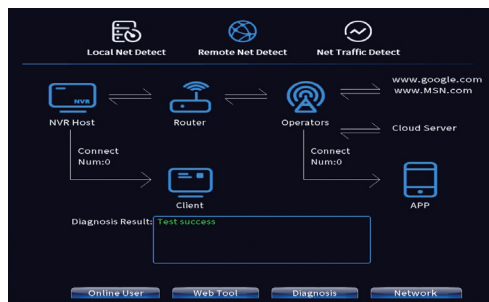 Local Net Detect
Remote Net Detect
Net Traffic Detect
www.google.com
www.MSN.com
NVR
NVR Host
Router
Operators
Cloud Server
Connect
Num:0
Connect
Num:0
Client
APP
Diagnosis Result:
Test success
Online User
Web Tool
Diagnosis
Network